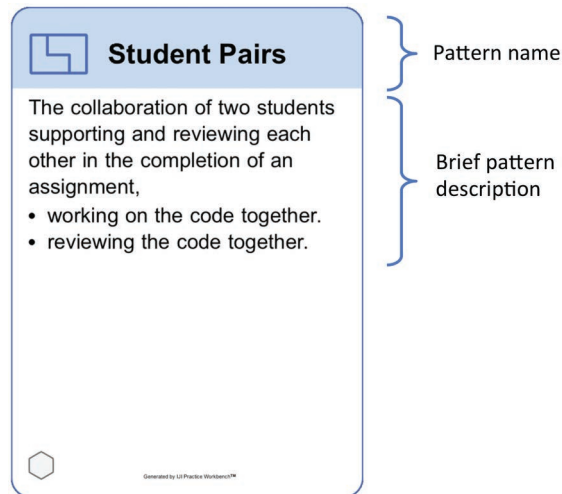 Student Pairs
Pattern name
The collaboration of two students
supporting and reviewing each
other in the completion of an
assignment,
• working on the code together.
• reviewing the code together.
Brief pattern
description
Generated by IJI Practice Workbench™